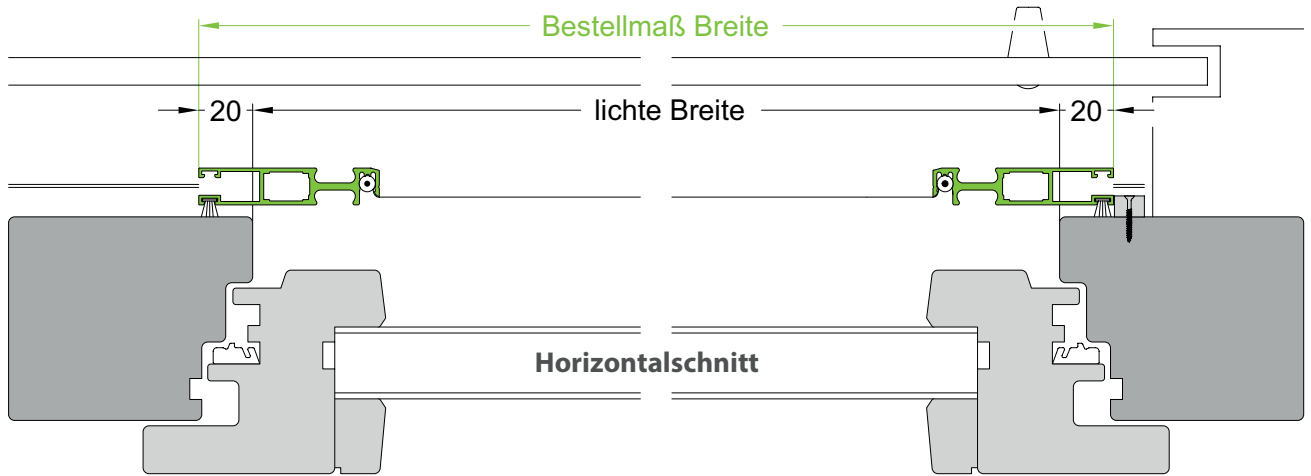 Bestellmaß Breite
20 lichte Breite 20
Horizontalschnitt